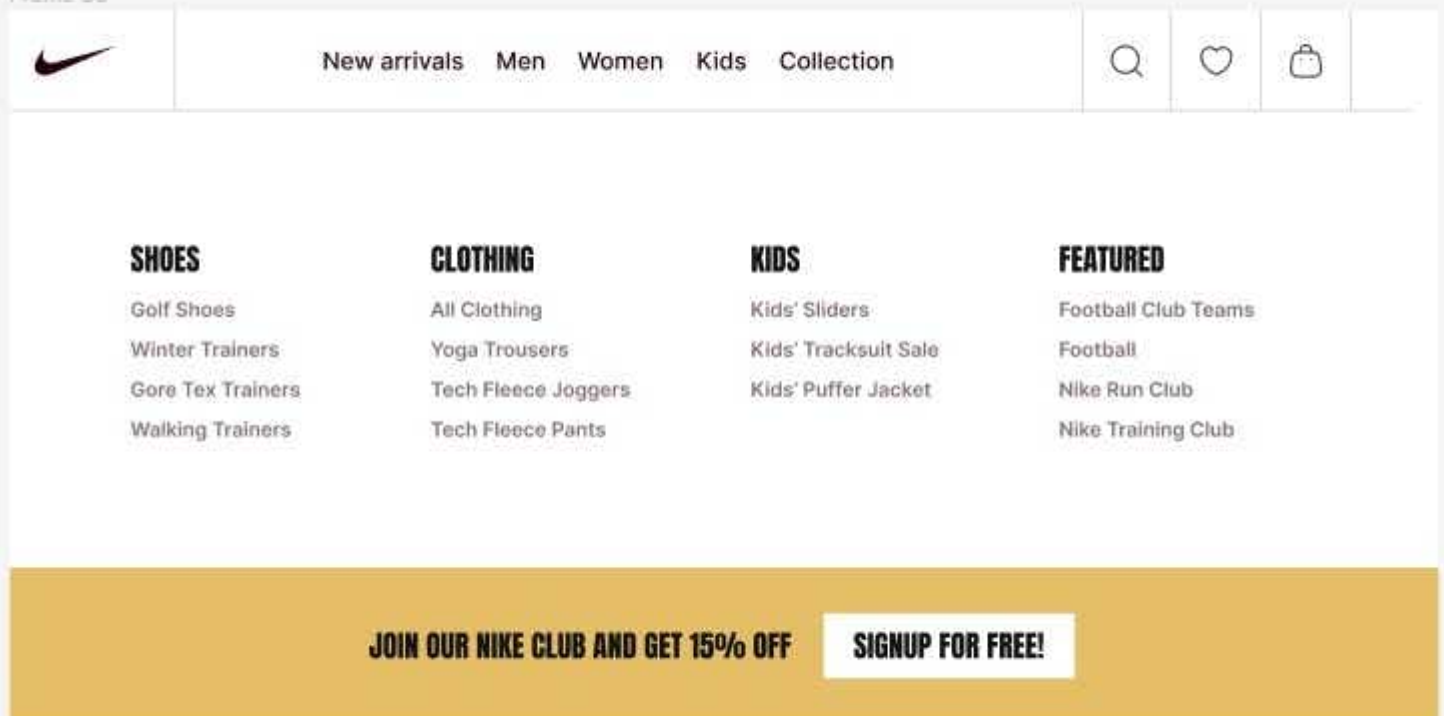 New arrivals Men Women Kids Collection
SHOES
Golf Shoes
Winter Trainers
Gore Tex Trainers
Walking Trainers
CLOTHING
All Clothing
Yoga Trousers
Tech Fleece Joggers
Tech Fleece Pants
KIDS
Kids' Sliders
Kids' Tracksuit Sale
Kids' Puffer Jacket
FEATURED
Football Club Teams
Football
Nike Run Club
Nike Training Club
JOIN OUR NIKE CLUB AND GET 15% OFF
SIGNUP FOR FREE!